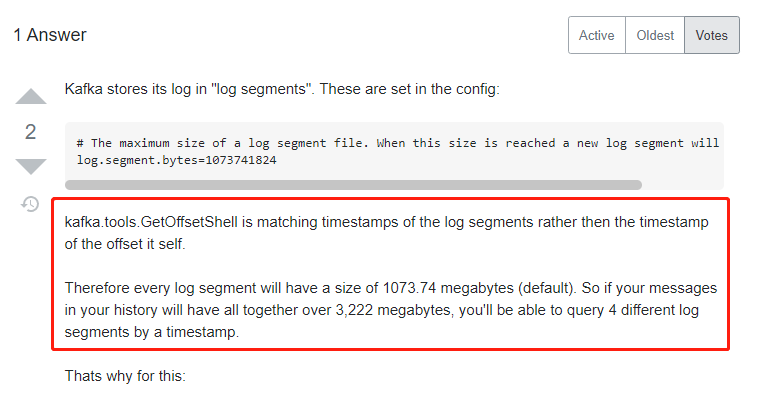 1 Answer
Active
Oldest
Votes
Kafka stores its log in "log segments". These are set in the config:
2
# The maximum size of a log segment file. When this size is reached a new log segment will
log.segment.bytes=1073741824
kafka.tools.GetOffsetShell is matching timestamps of the log segments rather then the timestamp
of the offset it self.
Therefore every log segment will have a size of 1073.74 megabytes (default). So if your messages
in your history will have all together over 3,222 megabytes, you'll be able to query 4 different log
segments by a timestamp.
Thats why for this: